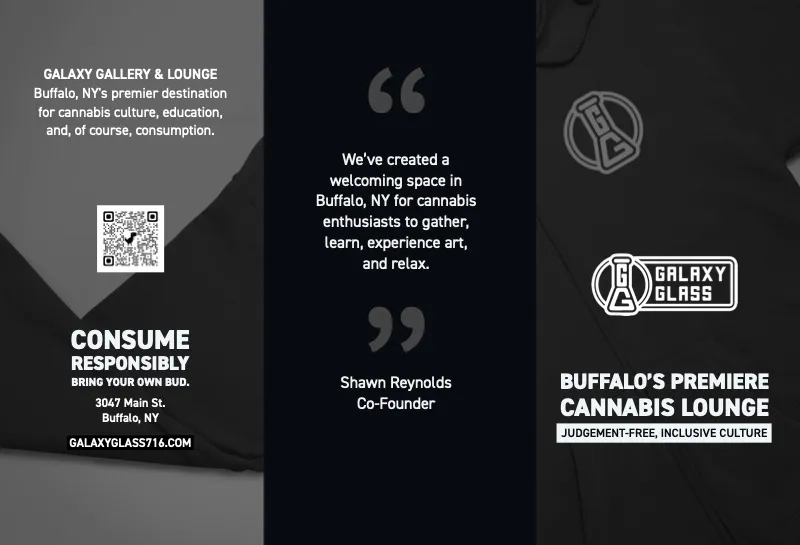 GALAXY GALLERY & LOUNGE
Buffalo, NY's premier destination
for cannabis culture, education,
and, of course, consumption.
CONSUME
RESPONSIBLY
BRING YOUR OWN BUD.
3047 Main St.
Buffalo, NY
GALAXYGLASS716.COM
“
We've created a
welcoming space in
Buffalo, NY for cannabis
enthusiasts to gather,
learn, experience art,
and relax.
”
Shawn Reynolds
Co-Founder
GG
GG
GALAXY
GLASS
BUFFALO'S PREMIERE
CANNABIS LOUNGE
JUDGEMENT-FREE, INCLUSIVE CULTURE